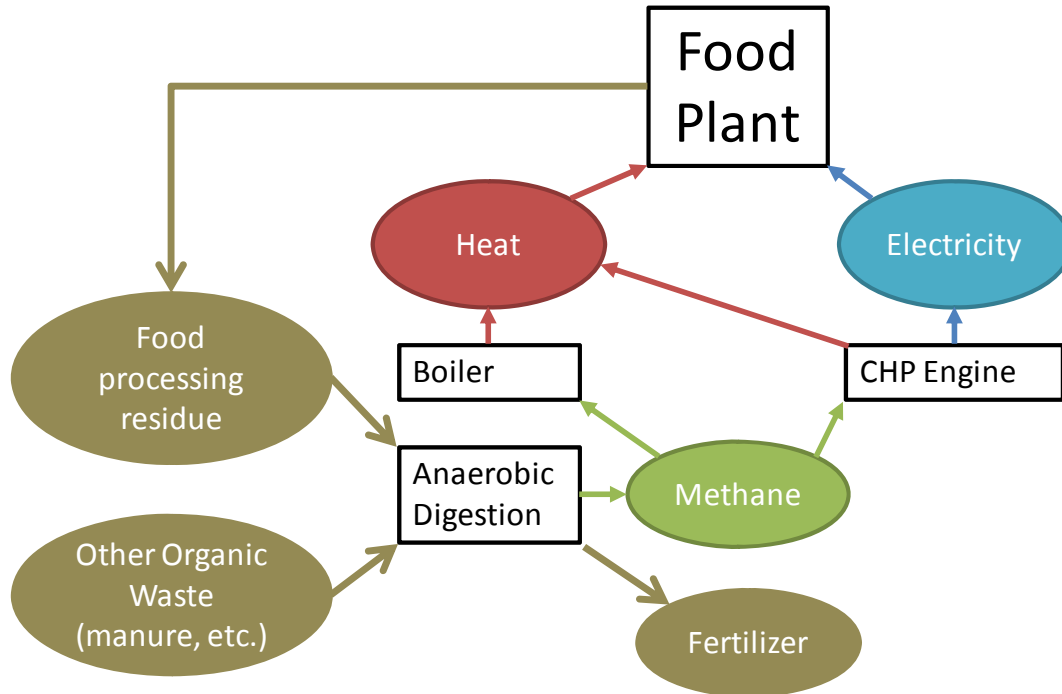 Food
Plant
Heat
Electricity
Food
processing
residue
Boiler
CHP Engine
Anaerobic
Digestion
Methane
Other Organic
Waste
(manure, etc.)
Fertilizer